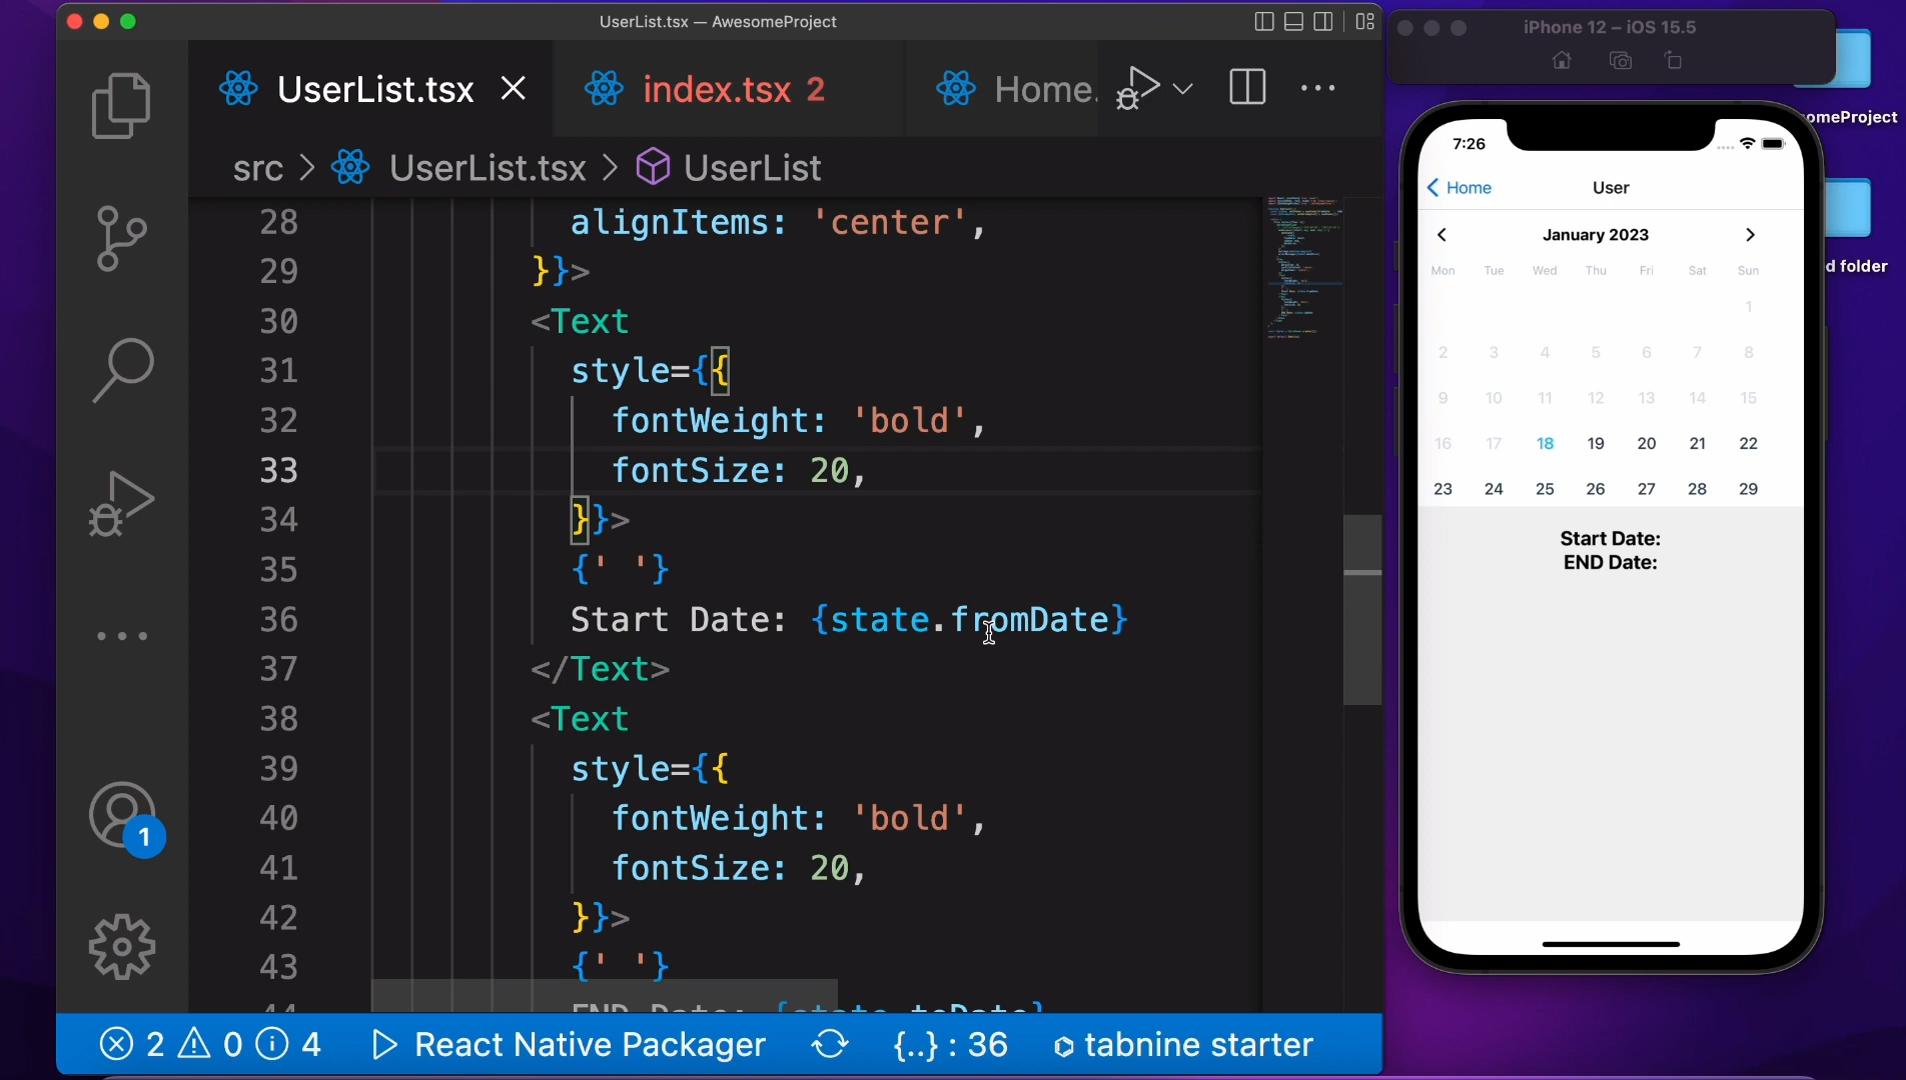 UserList.tsx — AwesomeProject
UserList.tsx
index.tsx 2
Home.
src > UserList.tsx > UserList
28 alignItems: 'center',
29 }}>
30 <Text
31 style={{
32 fontWeight: 'bold',
33 fontSize: 20,
34 }}>
35 {' '}
36 Start Date: {state.fromDate}
37 </Text>
38 <Text
39 style={{
40 fontWeight: 'bold',
41 fontSize: 20,
42 }}>
43 {' '}
44 END Date: {state.toDate}
1
2 0 4 React Native Packager {..} : 36 tabnine starter
iPhone 12 – iOS 15.5
omeProject
d folder
7:26
Home User
January 2023
Mon Tue Wed Thu Fri Sat Sun
1
2 3 4 5 6 7 8
9 10 11 12 13 14 15
16 17 18 19 20 21 22
23 24 25 26 27 28 29
Start Date:
END Date: